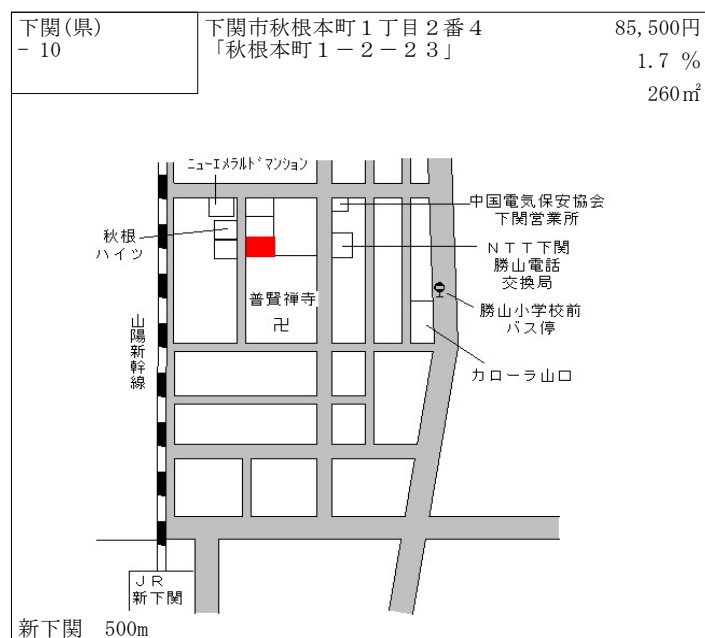 下関(県)
－ 10
下関市秋根本町１丁目２番４
「秋根本町１－２－２３」
85,500円
1.7 %
260㎡
ﾆｭｰｴﾒﾗﾙﾄﾞﾏﾝｼｮﾝ
中国電気保安協会
下関営業所
秋根
ハイツ
ＮＴＴ下関
勝山電話
交換局
普賢禅寺
卍
勝山小学校前
バス停
山陽新幹線
カローラ山口
ＪＲ
新下関
新下関　500m